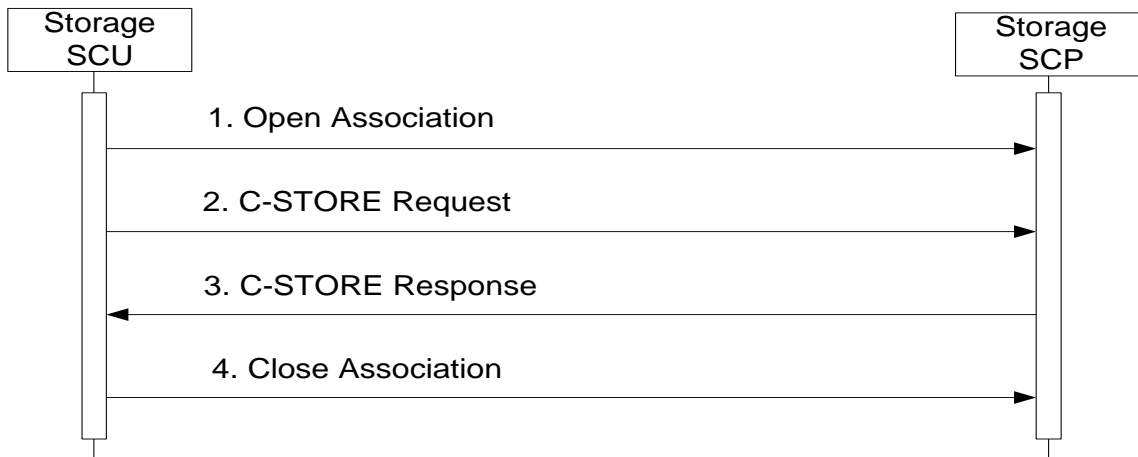 Storage
SCU
Storage
SCP
1. Open Association
2. C-STORE Request
3. C-STORE Response
4. Close Association